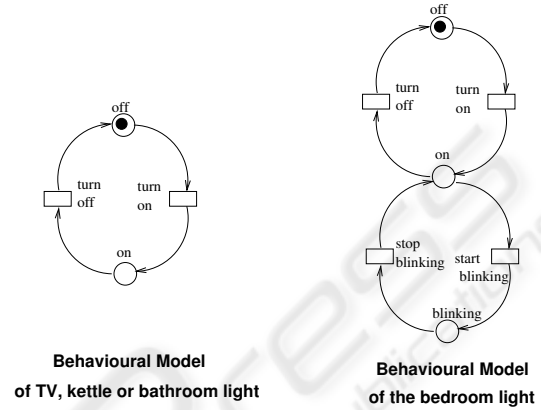 off
turn
off
turn
on
on
Behavioural Model
of TV, kettle or bathroom light
off
turn
off
turn
on
on
stop
blinking
start
blinking
blinking
Behavioural Model
of the bedroom light